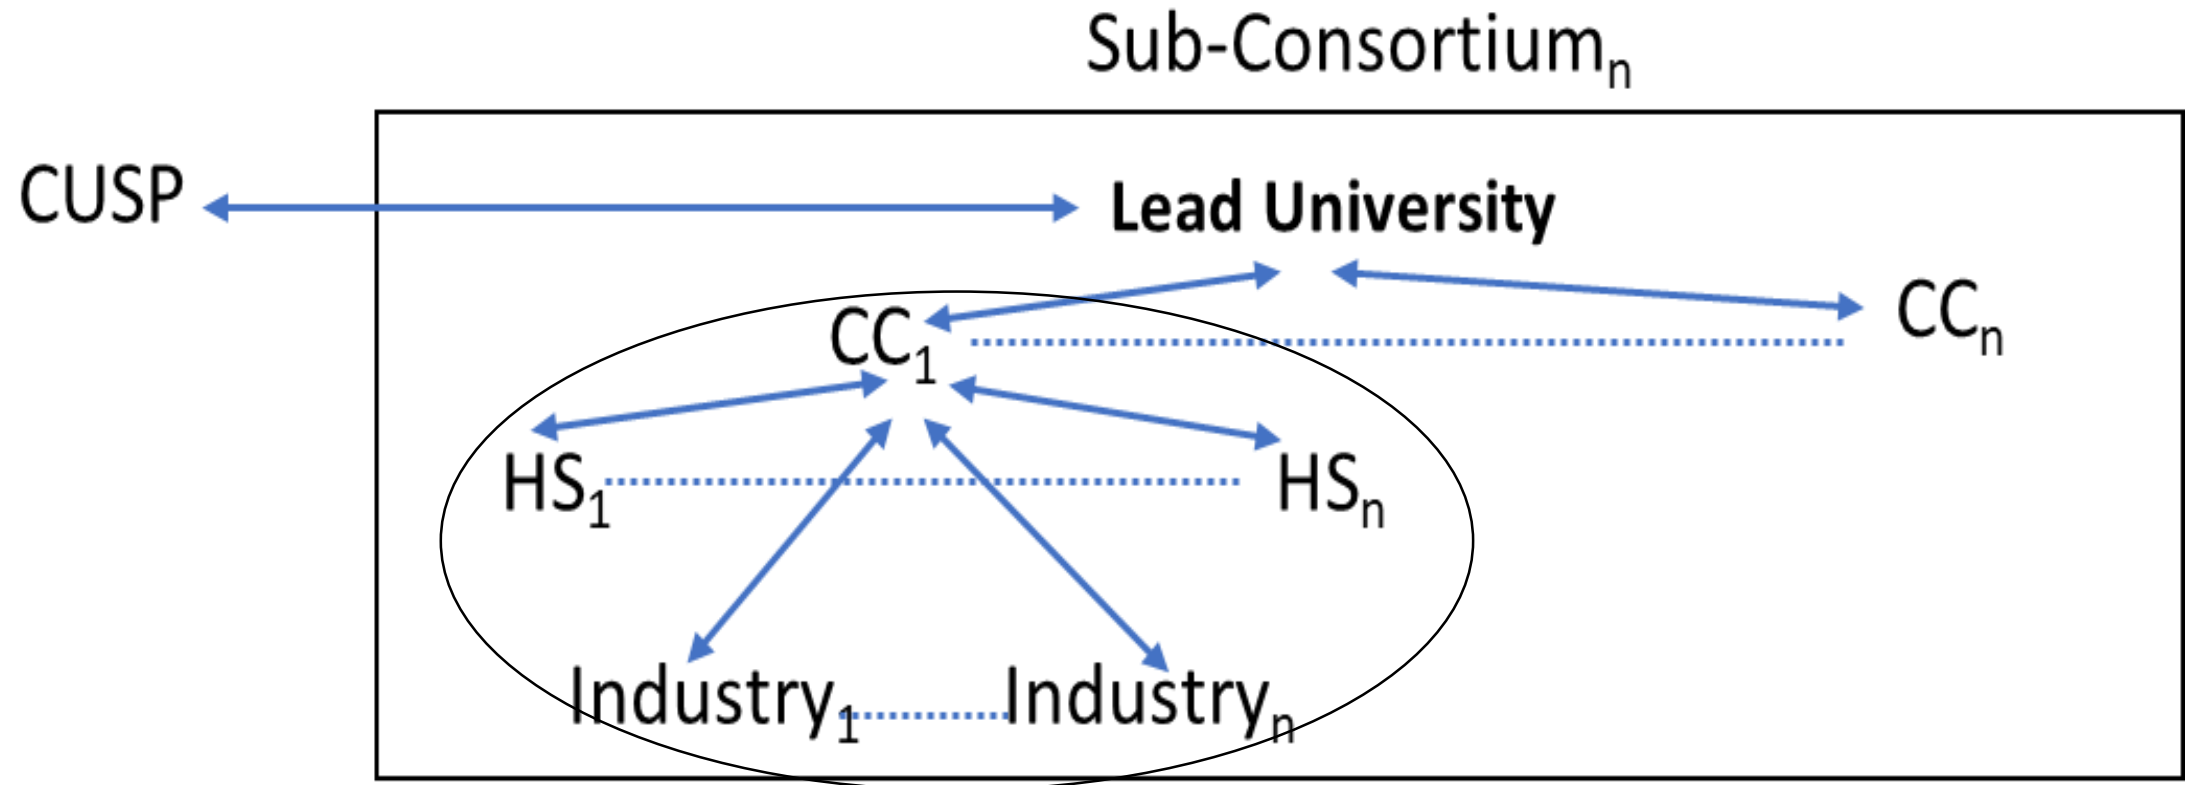 Sub-Consortiumₙ
CUSP
Lead University
CC₁
CCₙ
HS₁
HSₙ
Industry₁
Industryₙ